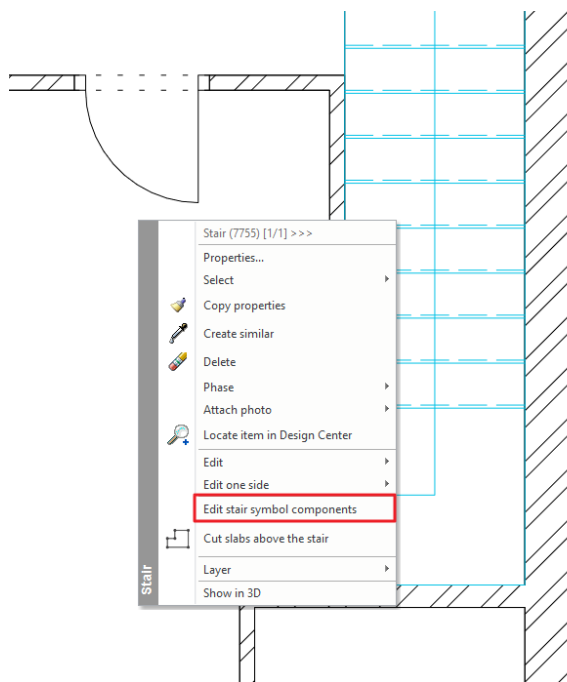 Stair (7755) [1/1] >>>
Properties...
Select
Copy properties
Create similar
Delete
Phase
Attach photo
Locate item in Design Center
Edit
Edit one side
Edit stair symbol components
Cut slabs above the stair
Layer
Show in 3D
Stair